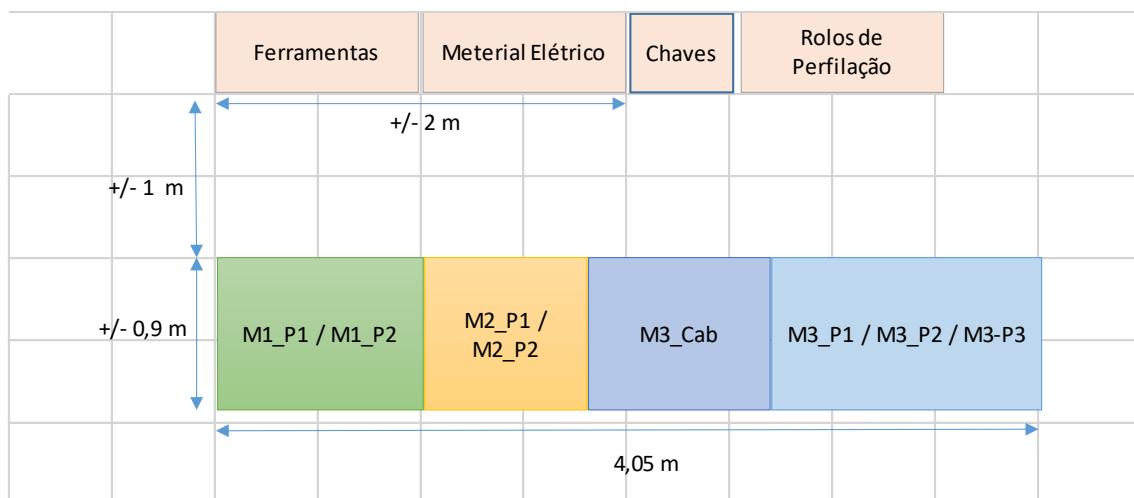 Ferramentas
Meterial Elétrico
Chaves
Rolos de
Perfilação
+/- 2 m
+/- 1 m
+/- 0,9 m
M1_P1 / M1_P2
M2_P1 /
M2_P2
M3_Cab
M3_P1 / M3_P2 / M3-P3
4,05 m